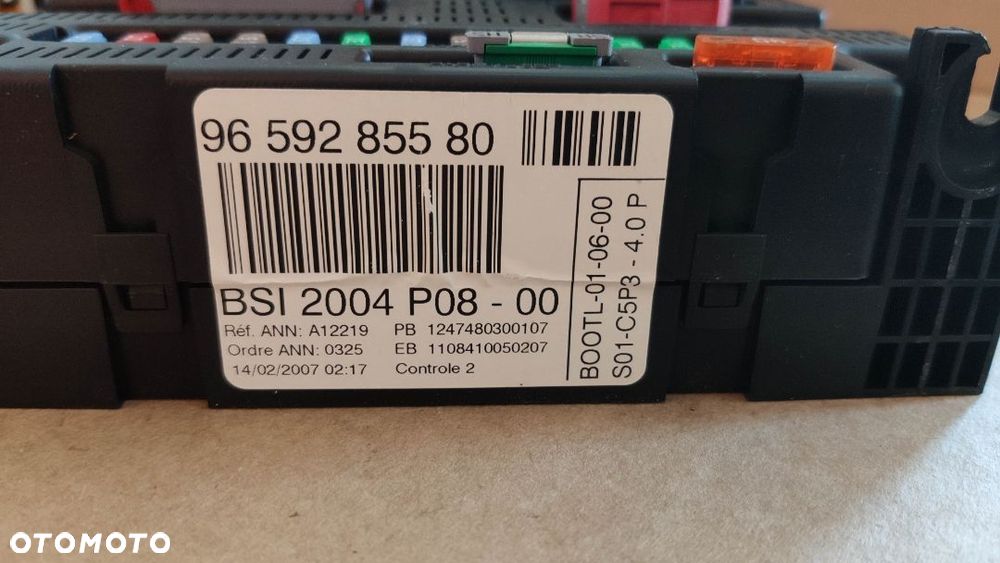 96 592 855 80
BSI 2004 P08 - 00
Réf. ANN: A12219 PB 1247480300107
Ordre ANN: 0325 EB 1108410050207
14/02/2007 02:17 Controle 2
BOOTL-01-06-00
S01-C5P3 - 4.0 P
OTOMOTO